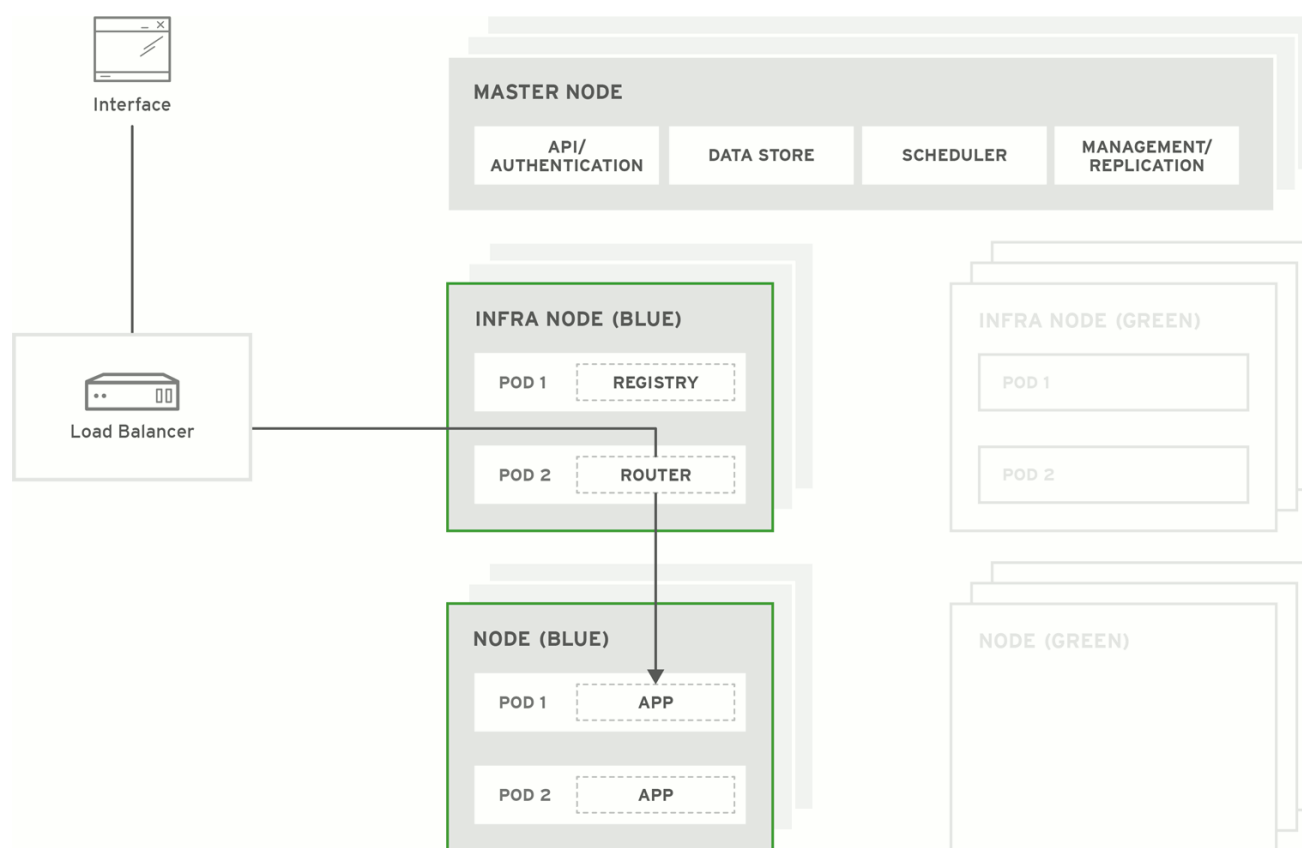 Interface
MASTER NODE
API/
AUTHENTICATION
DATA STORE
SCHEDULER
MANAGEMENT/
REPLICATION
Load Balancer
INFRA NODE (BLUE)
POD 1
REGISTRY
POD 2
ROUTER
INFRA NODE (GREEN)
POD 1
POD 2
NODE (BLUE)
POD 1
APP
POD 2
APP
NODE (GREEN)